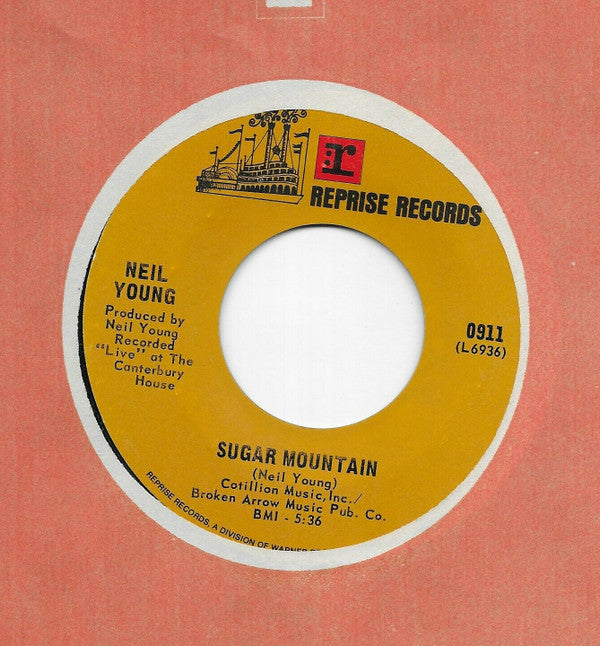 :r
REPRISE RECORDS
NEIL
YOUNG
Produced by
Neil Young
Recorded
"Live" at The
Canterbury
House
0911
(L6936)
SUGAR MOUNTAIN
(Neil Young)
Cotillion Music, Inc./
Broken Arrow Music Pub. Co.
BMI - 5:36
REPRISE RECORDS, A DIVISION OF WARNER